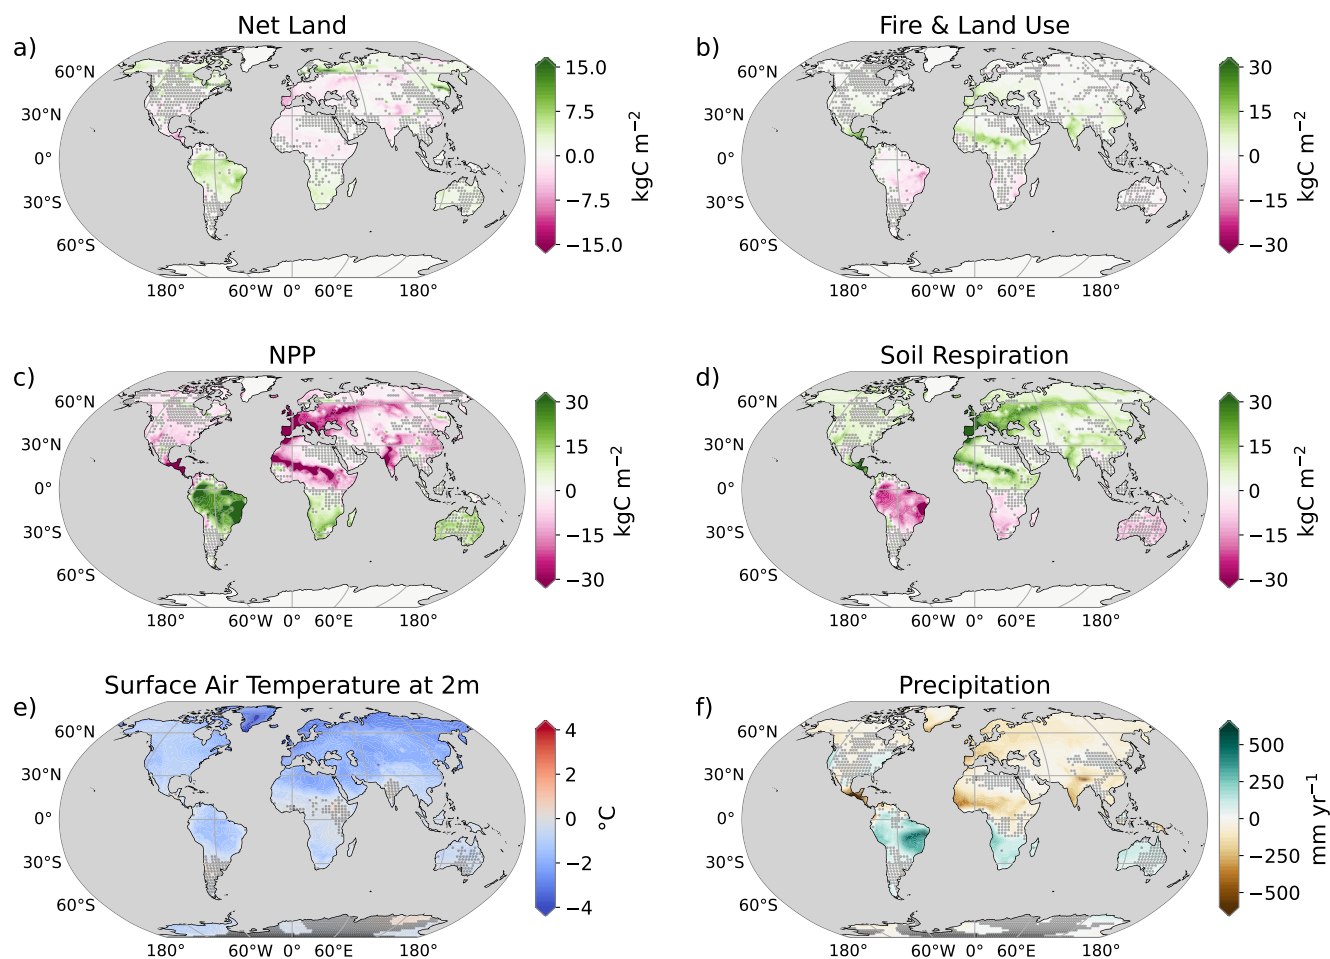 a)
Net Land
60°N
30°N
0°
30°S
60°S
180°
60°W
0°
60°E
180°
15.0
7.5
0.0
−7.5
−15.0
kgC m⁻²
b)
Fire & Land Use
60°N
30°N
0°
30°S
60°S
180°
60°W
0°
60°E
180°
30
15
0
−15
−30
kgC m⁻²
c)
NPP
60°N
30°N
0°
30°S
60°S
180°
60°W
0°
60°E
180°
30
15
0
−15
−30
kgC m⁻²
d)
Soil Respiration
60°N
30°N
0°
30°S
60°S
180°
60°W
0°
60°E
180°
30
15
0
−15
−30
kgC m⁻²
e)
Surface Air Temperature at 2m
60°N
30°N
0°
30°S
60°S
180°
60°W
0°
60°E
180°
4
2
0
−2
−4
°C
f)
Precipitation
60°N
30°N
0°
30°S
60°S
180°
60°W
0°
60°E
180°
500
250
0
−250
−500
mm yr⁻¹